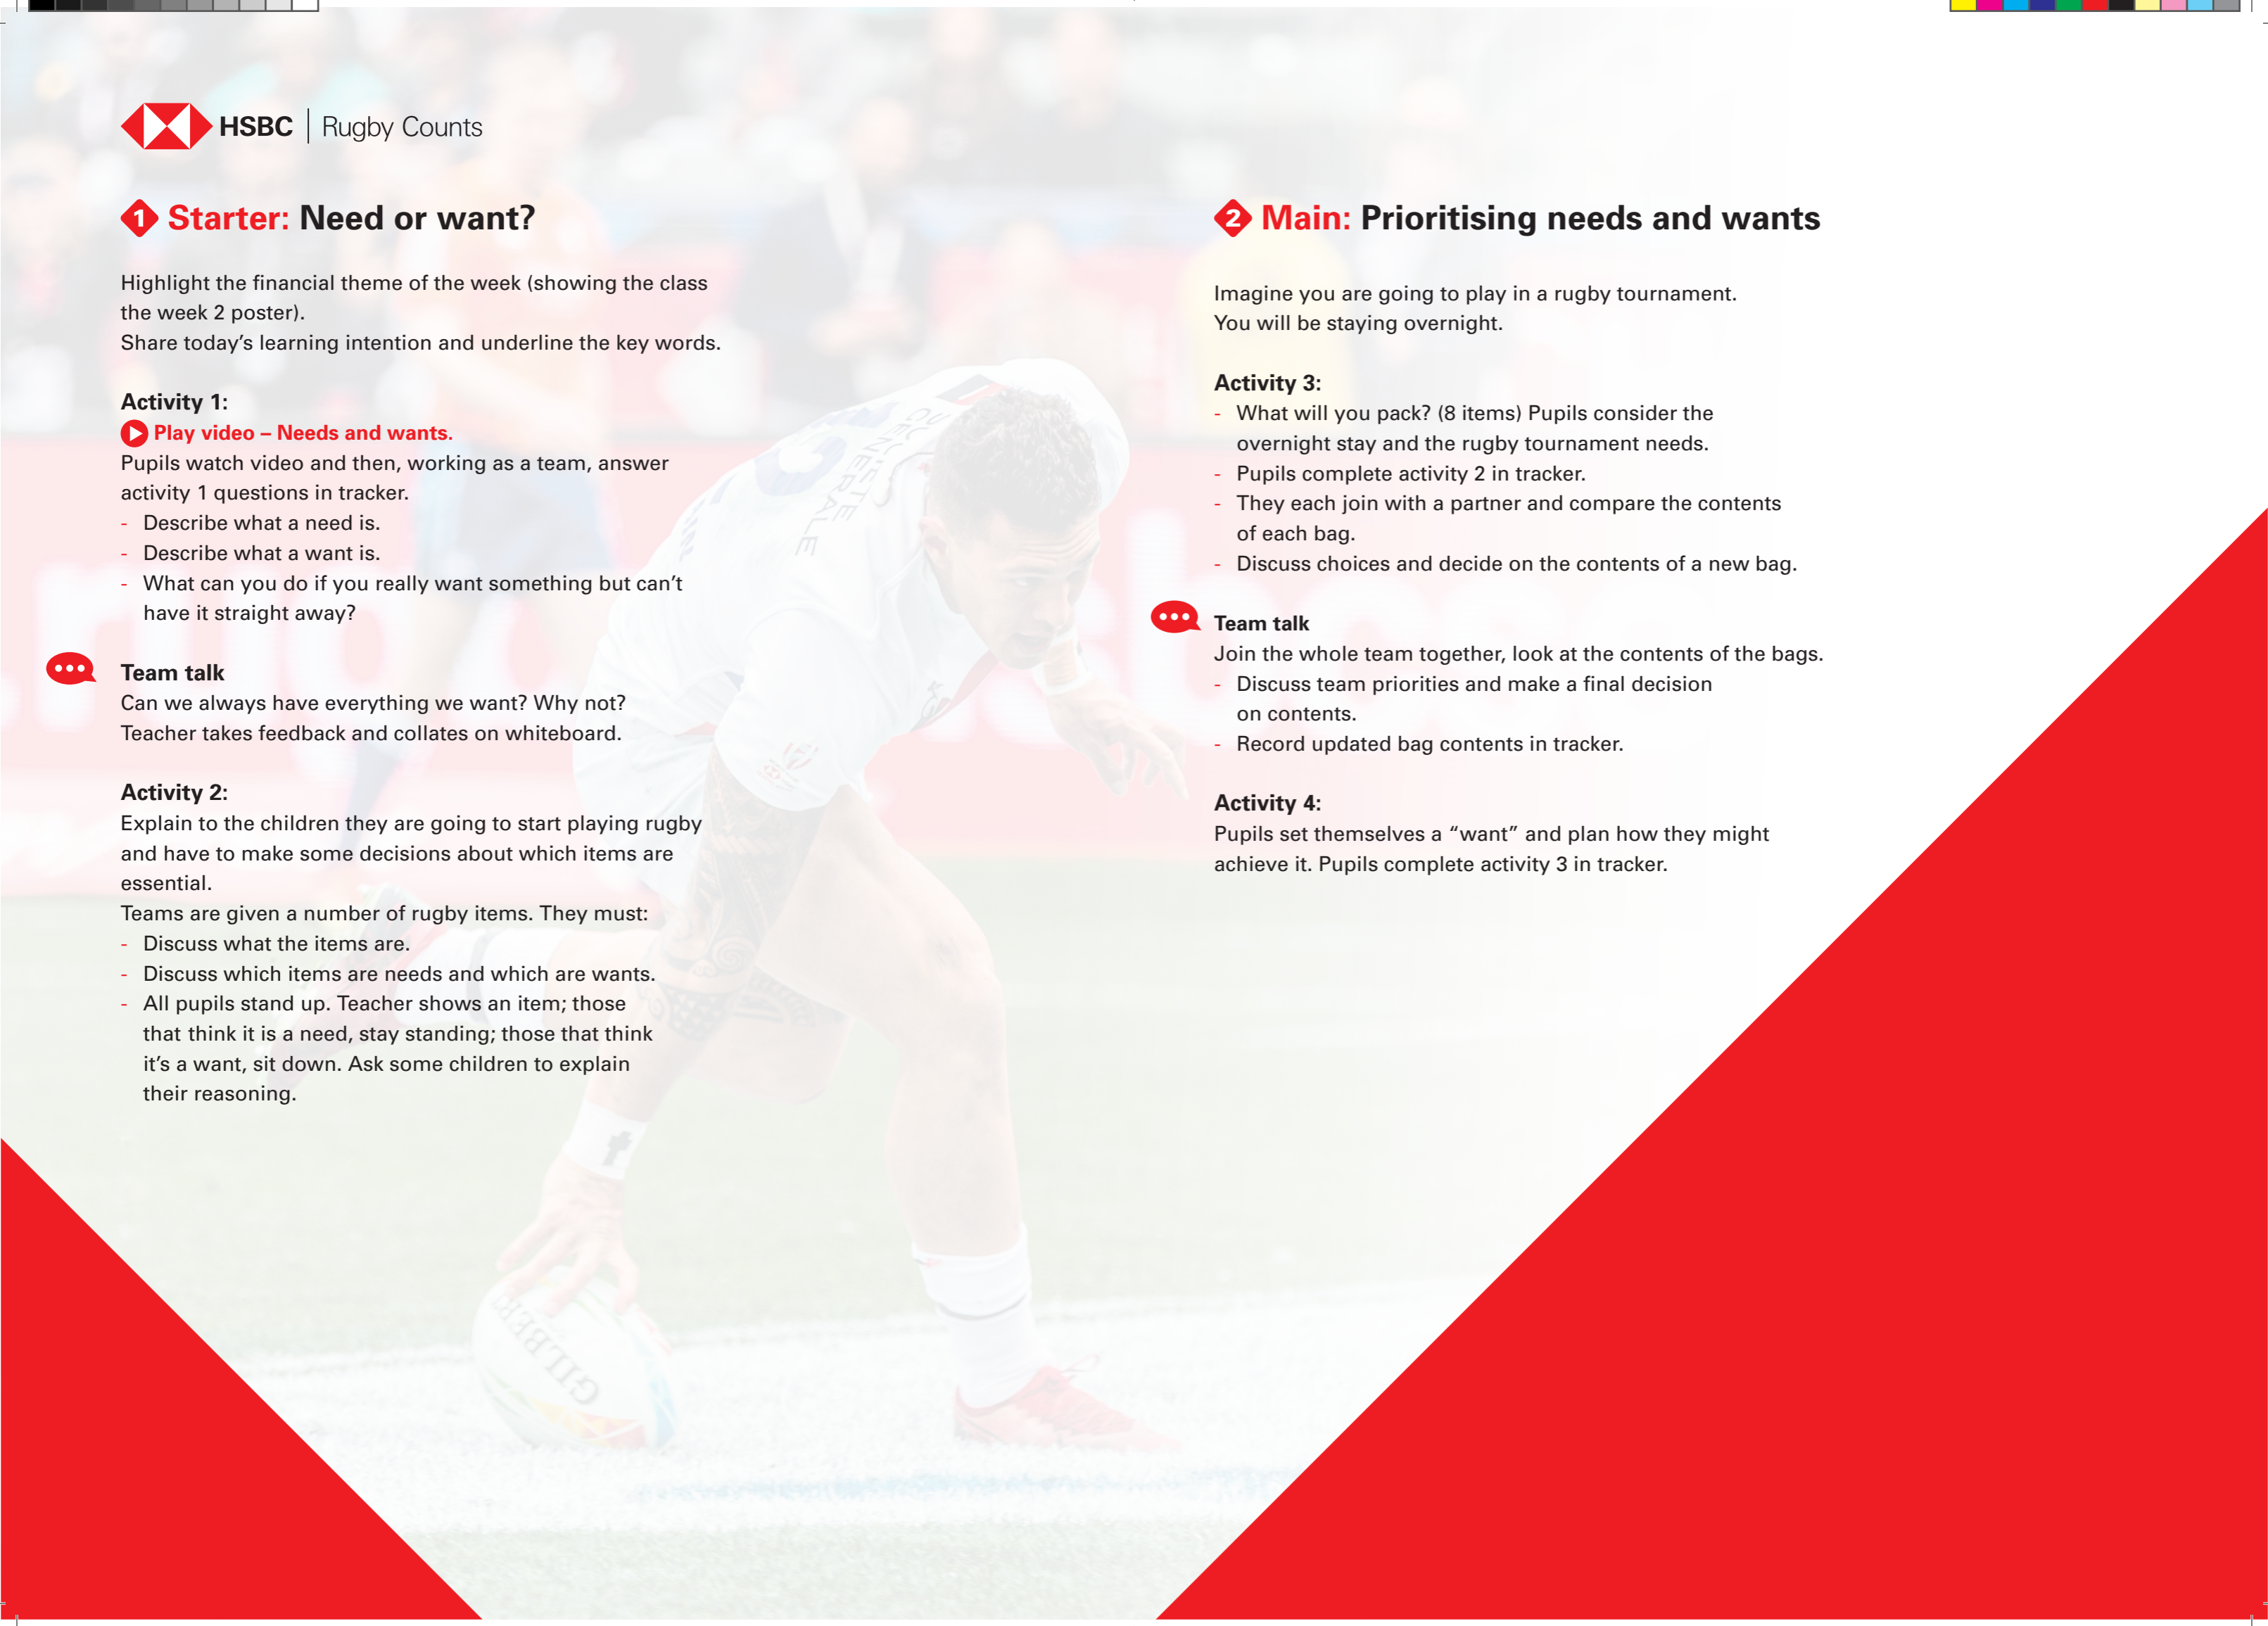 HSBC | Rugby Counts
1 Starter: Need or want?
Highlight the financial theme of the week (showing the class
the week 2 poster).
Share today’s learning intention and underline the key words.
Activity 1:
Play video – Needs and wants.
Pupils watch video and then, working as a team, answer
activity 1 questions in tracker.
- Describe what a need is.
- Describe what a want is.
- What can you do if you really want something but can’t
have it straight away?
Team talk
Can we always have everything we want? Why not?
Teacher takes feedback and collates on whiteboard.
Activity 2:
Explain to the children they are going to start playing rugby
and have to make some decisions about which items are
essential.
Teams are given a number of rugby items. They must:
- Discuss what the items are.
- Discuss which items are needs and which are wants.
- All pupils stand up. Teacher shows an item; those
that think it is a need, stay standing; those that think
it’s a want, sit down. Ask some children to explain
their reasoning.
2 Main: Prioritising needs and wants
Imagine you are going to play in a rugby tournament.
You will be staying overnight.
Activity 3:
- What will you pack? (8 items) Pupils consider the
overnight stay and the rugby tournament needs.
- Pupils complete activity 2 in tracker.
- They each join with a partner and compare the contents
of each bag.
- Discuss choices and decide on the contents of a new bag.
Team talk
Join the whole team together, look at the contents of the bags.
- Discuss team priorities and make a final decision
on contents.
- Record updated bag contents in tracker.
Activity 4:
Pupils set themselves a “want” and plan how they might
achieve it. Pupils complete activity 3 in tracker.
GILBERT